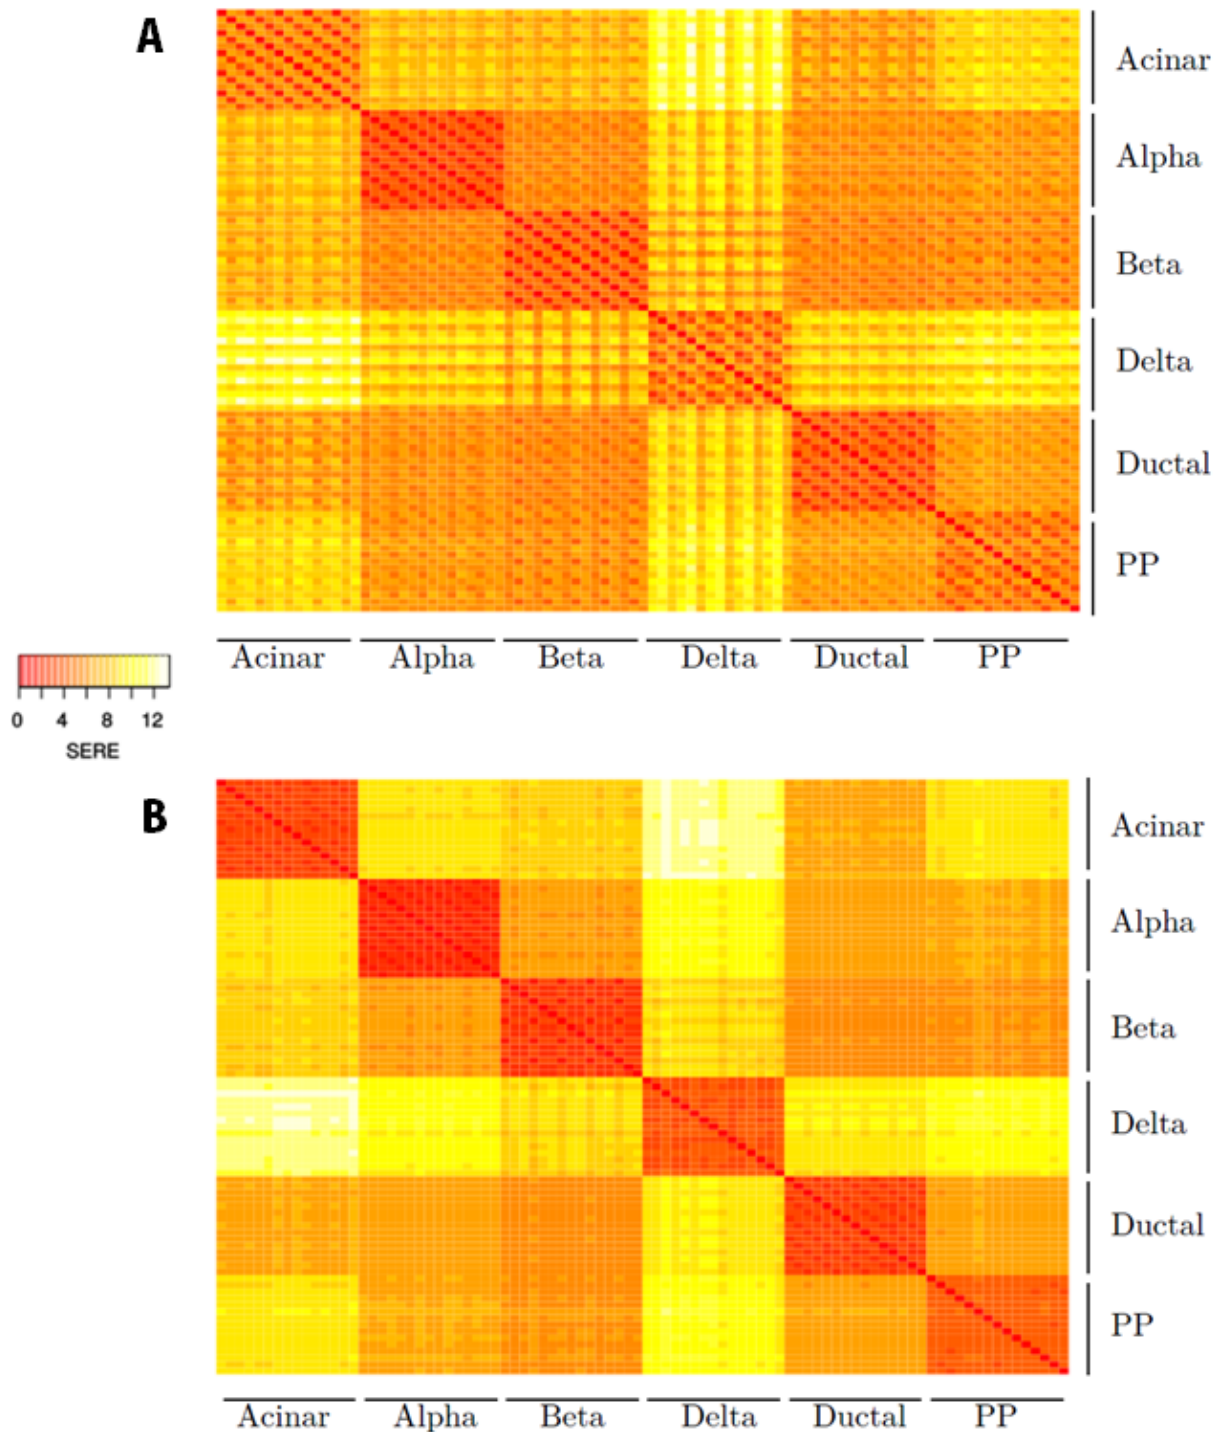 A
Acinar
Alpha
Beta
Delta
Ductal
PP
Acinar Alpha Beta Delta Ductal PP
0 4 8 12
SERE
B
Acinar
Alpha
Beta
Delta
Ductal
PP
Acinar Alpha Beta Delta Ductal PP